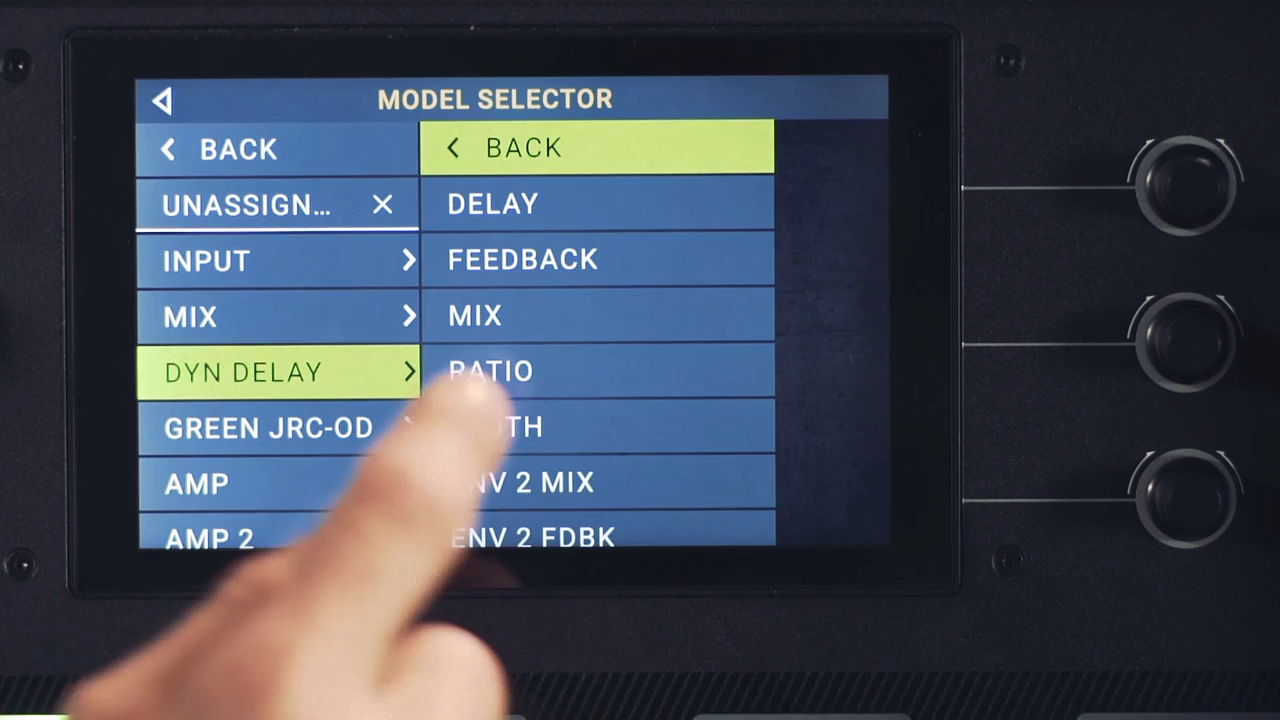 MODEL SELECTOR
BACK
UNASSIGN...
INPUT
MIX
DYN DELAY
GREEN JRC-OD
AMP
AMP 2
BACK
DELAY
FEEDBACK
MIX
RATIO
2 MIX
ENV 2 FDBK